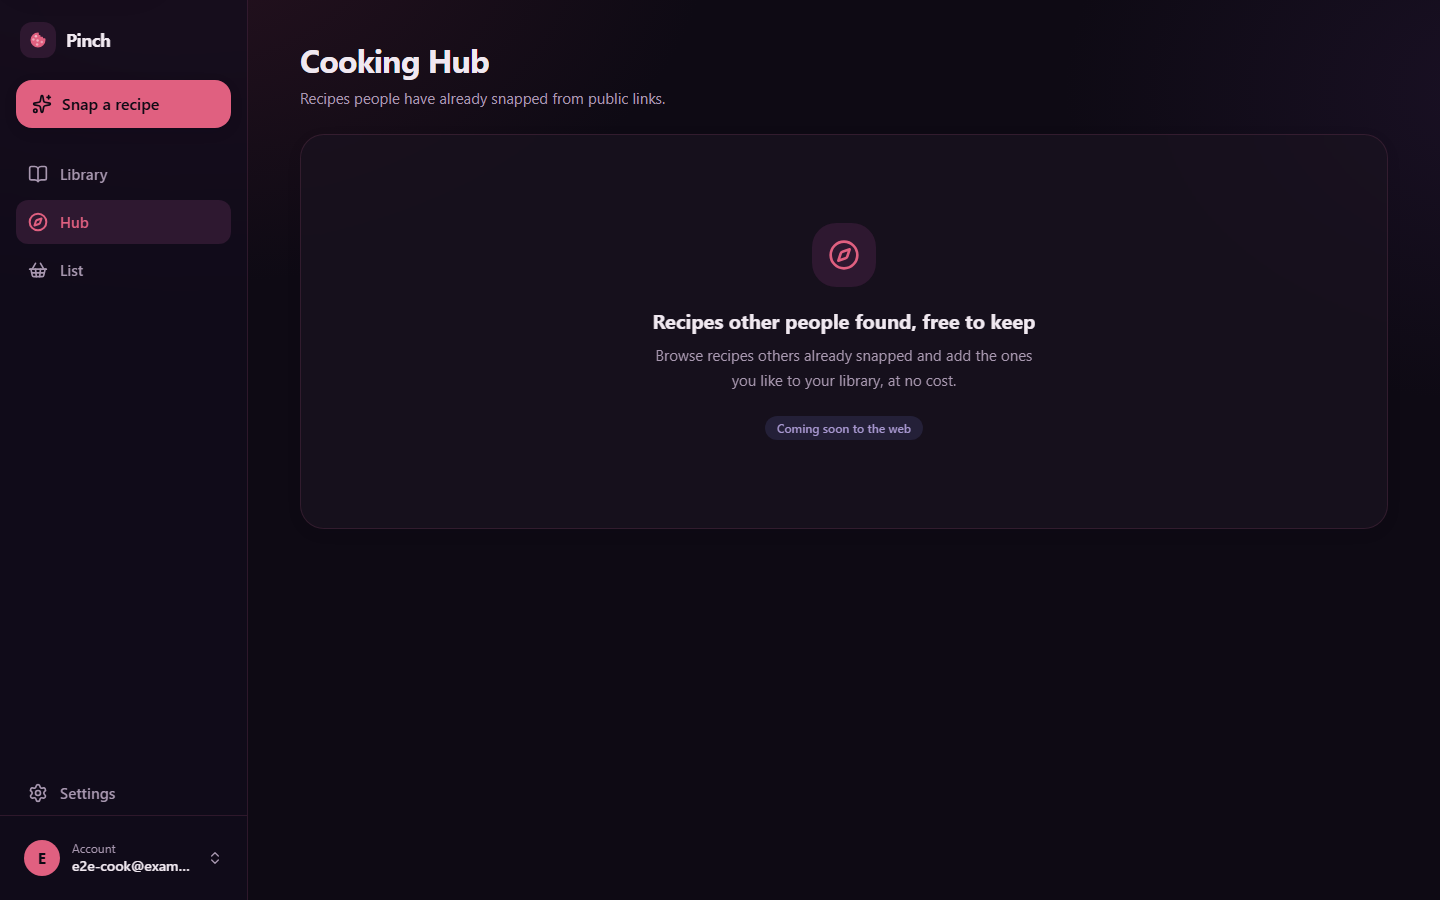 Pinch
Snap a recipe
Library
Hub
List
Settings
E
Account
e2e-cook@exam...
Cooking Hub
Recipes people have already snapped from public links.
Recipes other people found, free to keep
Browse recipes others already snapped and add the ones
you like to your library, at no cost.
Coming soon to the web